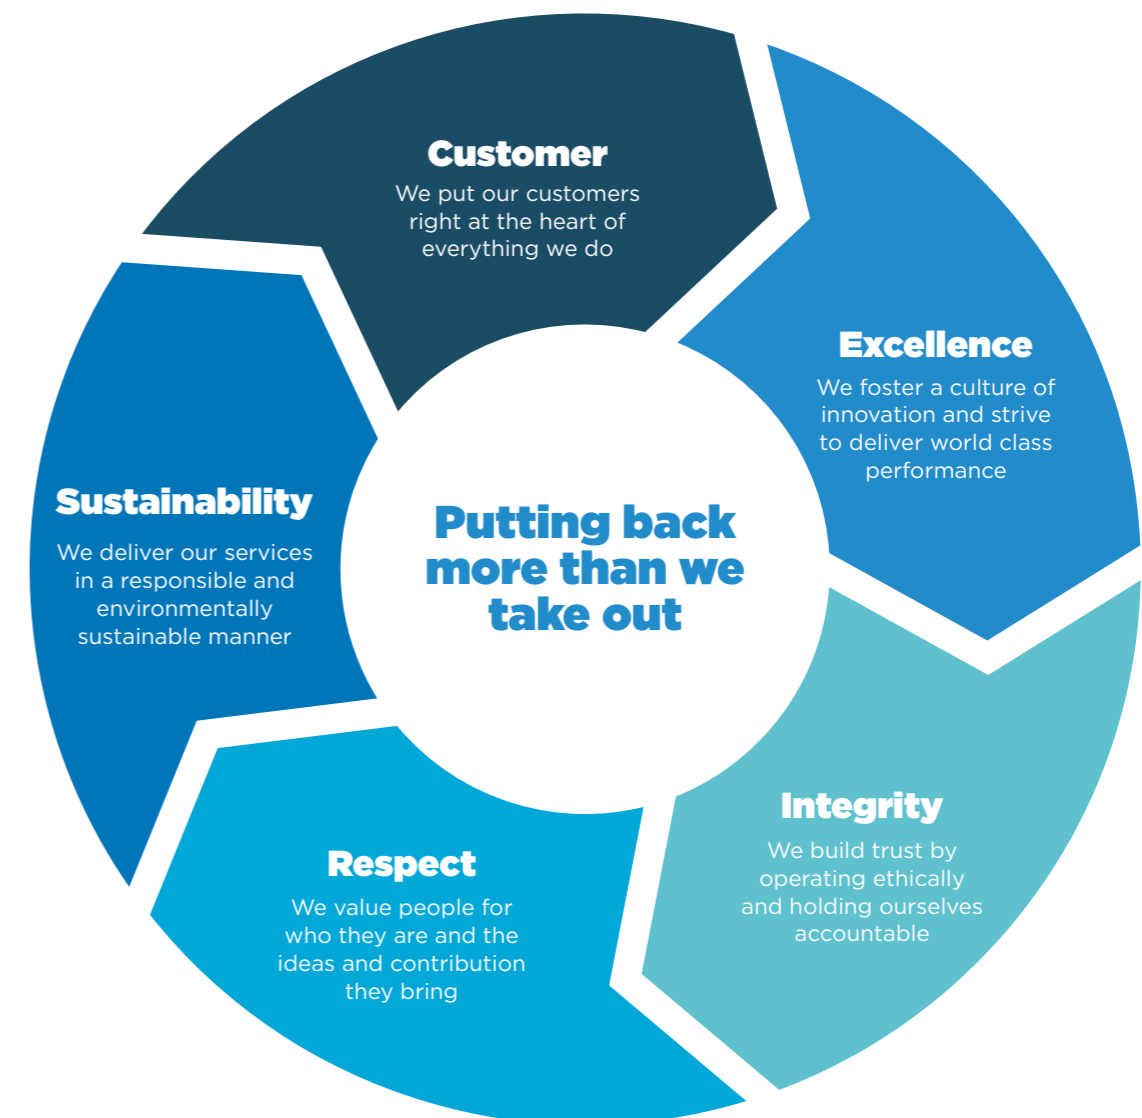 Customer
We put our customers
right at the heart of
everything we do
Excellence
We foster a culture of
innovation and strive
to deliver world class
performance
Integrity
We build trust by
operating ethically
and holding ourselves
accountable
Respect
We value people for
who they are and the
ideas and contribution
they bring
Sustainability
We deliver our services
in a responsible and
environmentally
sustainable manner
Putting back
more than we
take out